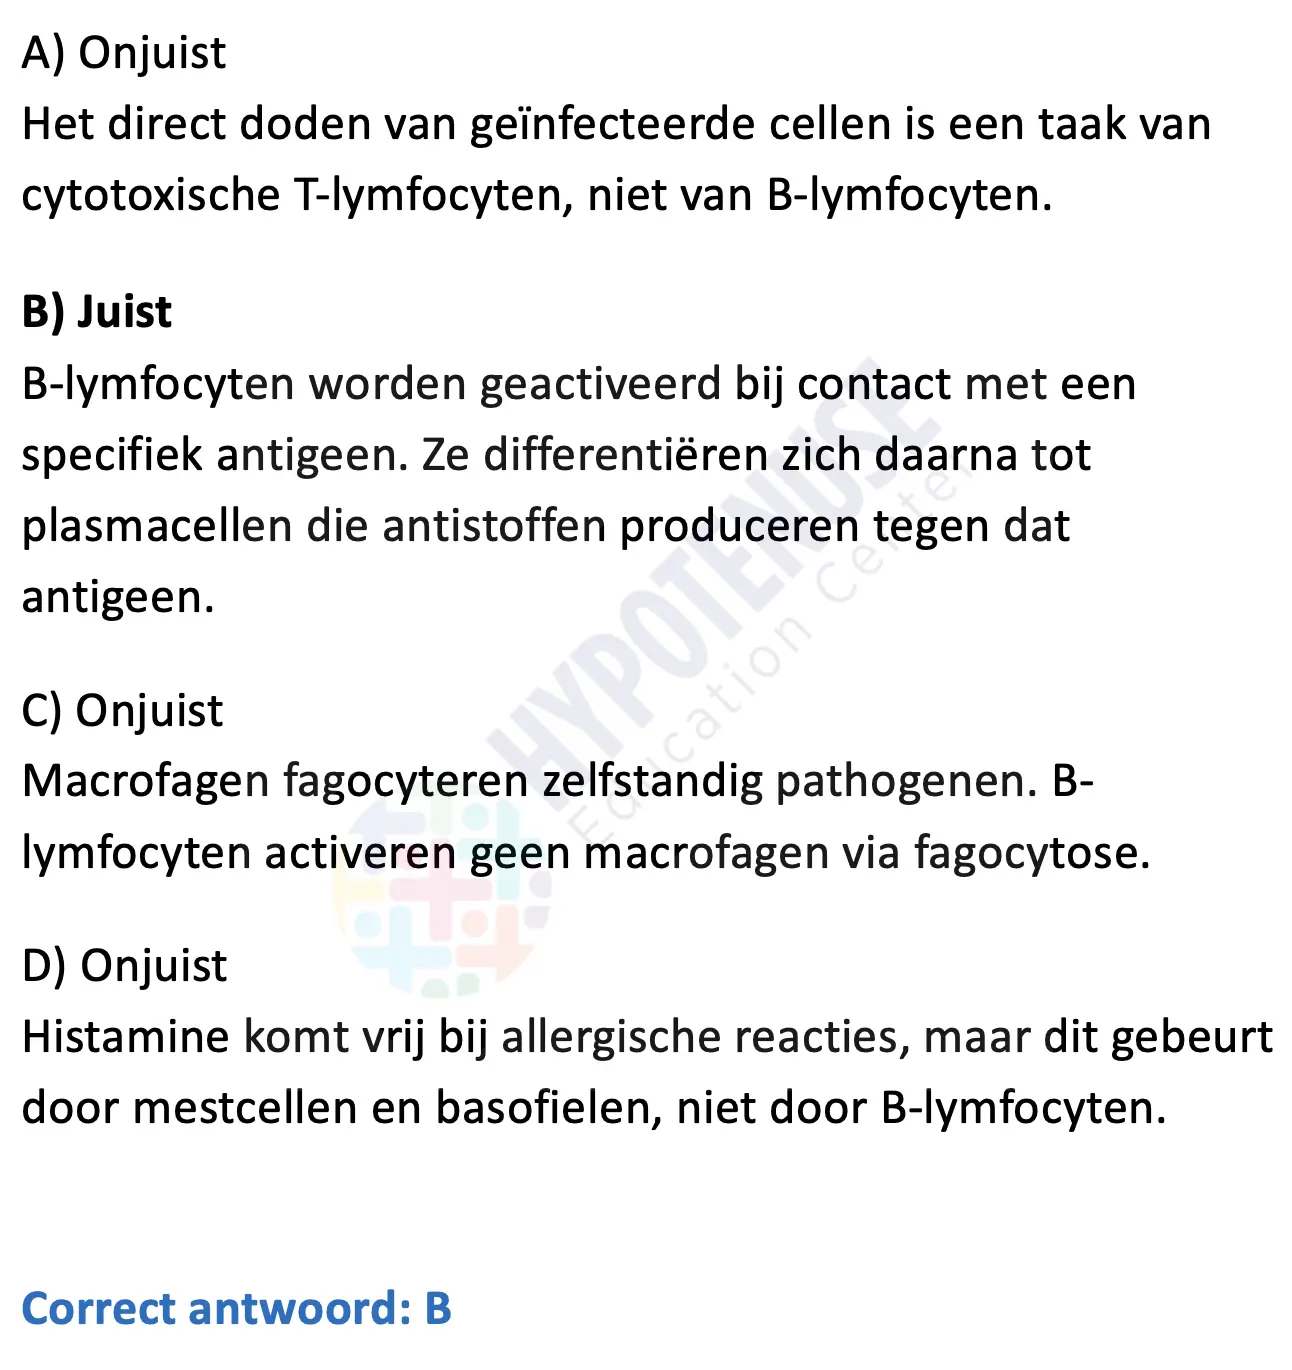 A) Onjuist
Het direct doden van geïnfecteerde cellen is een taak van
cytotoxische T-lymfocyten, niet van B-lymfocyten.
B) Juist
B-lymfocyten worden geactiveerd bij contact met een
specifiek antigeen. Ze differentiëren zich daarna tot
plasmacellen die antistoffen produceren tegen dat
antigeen.
C) Onjuist
Macrofagen fagocyteren zelfstandig pathogenen. B-
lymfocyten activeren geen macrofagen via fagocytose.
D) Onjuist
Histamine komt vrij bij allergische reacties, maar dit gebeurt
door mestcellen en basofielen, niet door B-lymfocyten.
Correct antwoord: B
HYPOTENUSE
Education Center